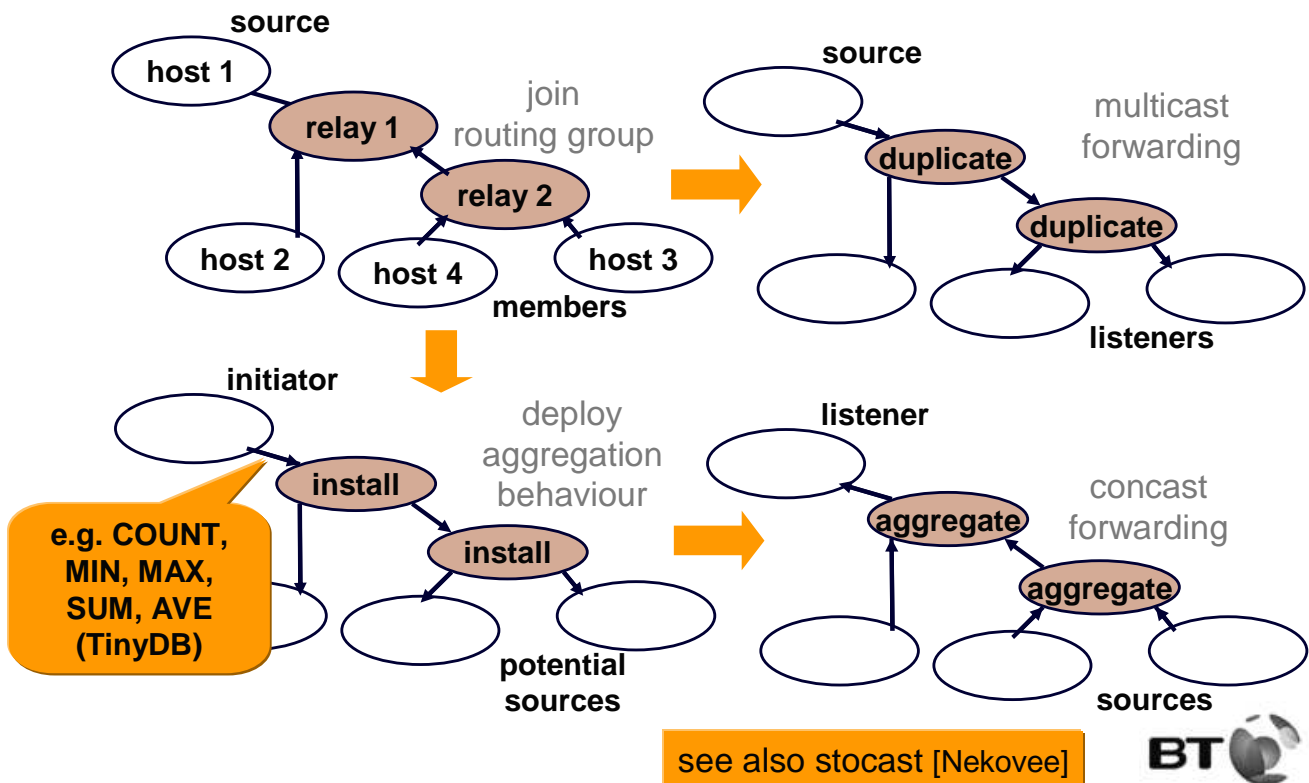 source
host 1
join
routing group
relay 1
relay 2
host 2
host 4
host 3
members
source
multicast
forwarding
duplicate
duplicate
listeners
initiator
deploy
aggregation
behaviour
install
install
e.g. COUNT,
MIN, MAX,
SUM, AVE
(TinyDB)
potential
sources
listener
concast
forwarding
aggregate
aggregate
sources
see also stocast [Nekovee]
BT